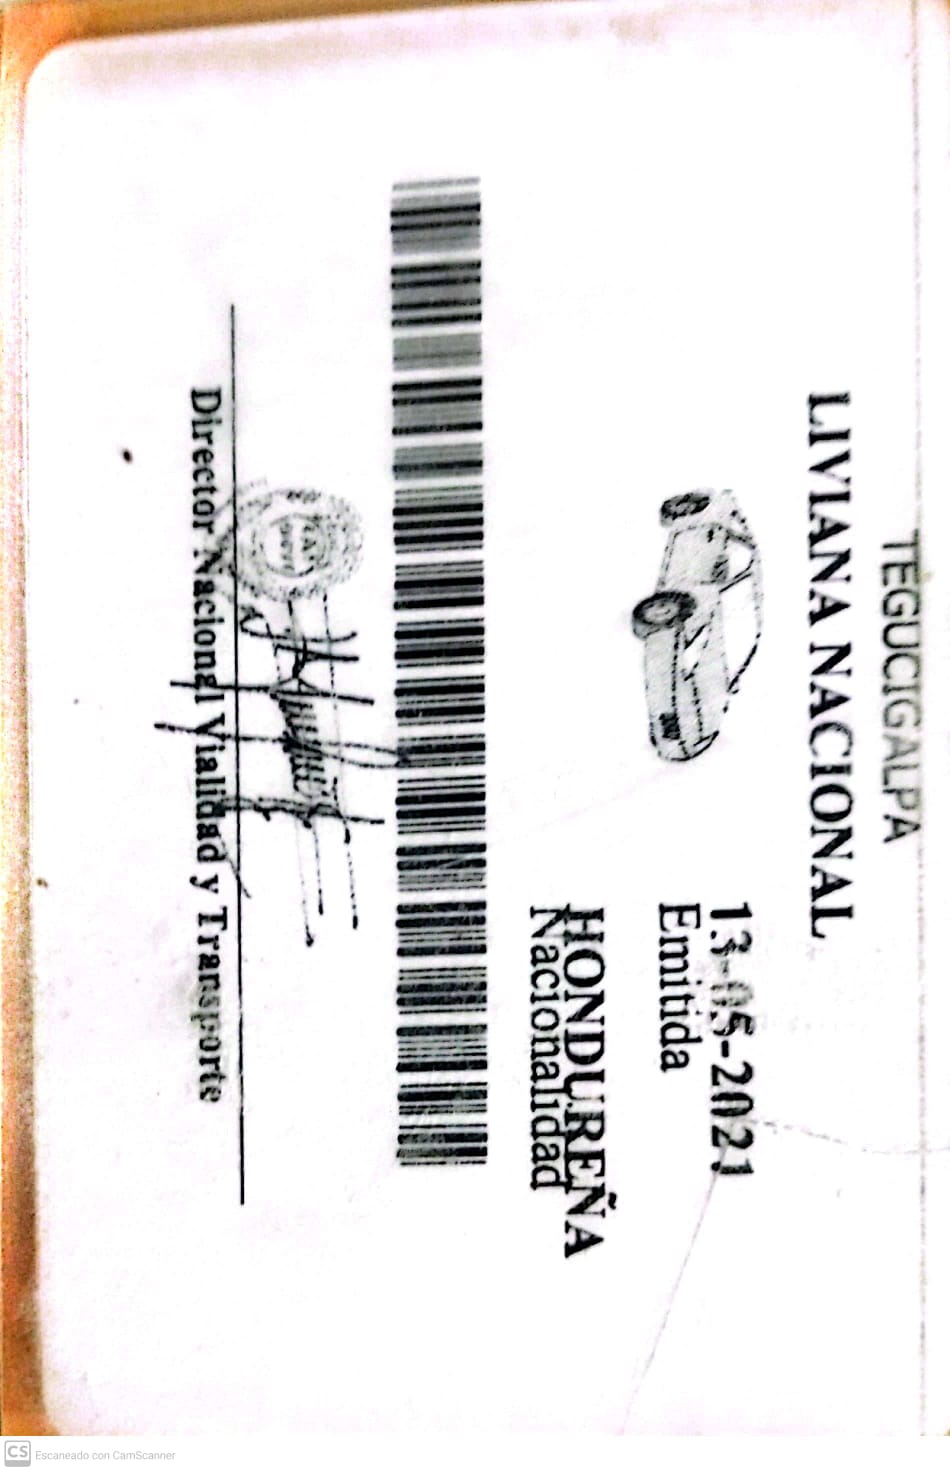 TEGUCIGALPA
LIVIANA NACIONAL
13-05-2021
Emitida
HONDUREÑA
Nacionalidad
Director Nacional Vialidad y Transporte
CS Escaneado con CamScanner